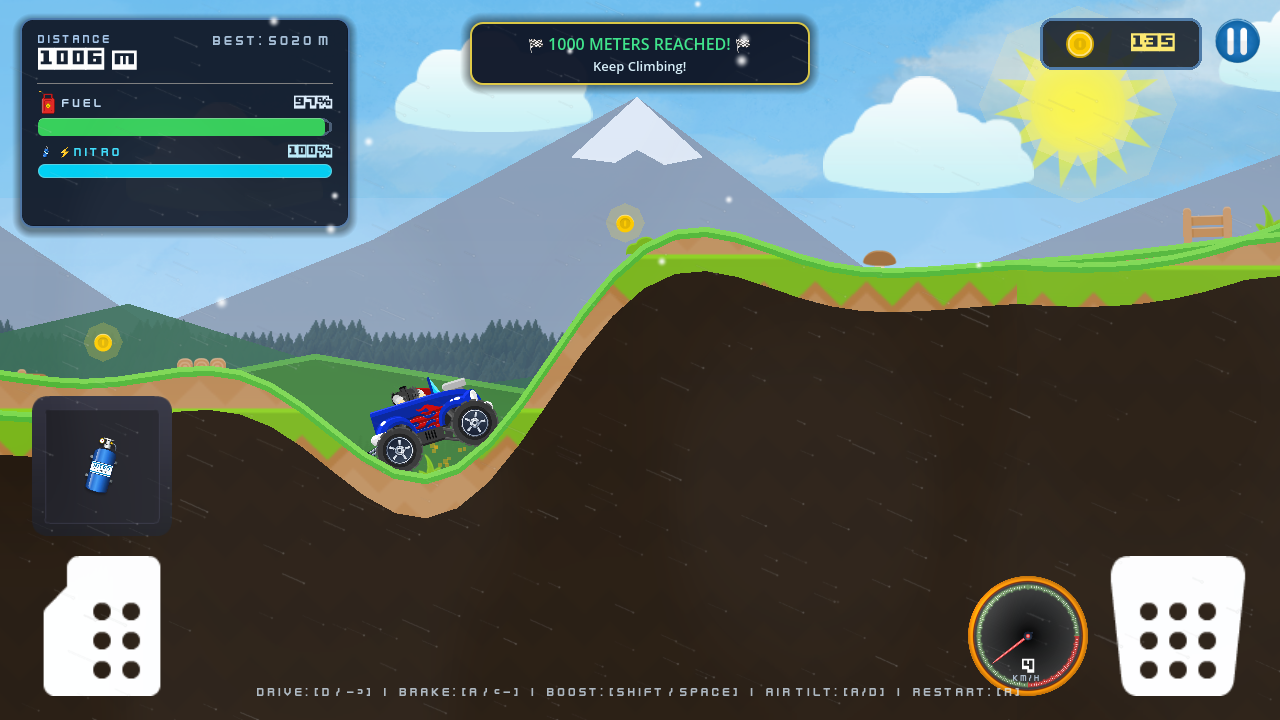 DISTANCE
BEST: 5020 M
1006 m
FUEL
97%
⚡NITRO
100%
🏁 1000 METERS REACHED! 🏁
Keep Climbing!
135
4
KM/H
DRIVE: [D / ->] | BRAKE: [A / <-] | BOOST: [SHIFT / SPACE] | AIR TILT: [A/D] | RESTART: [R]